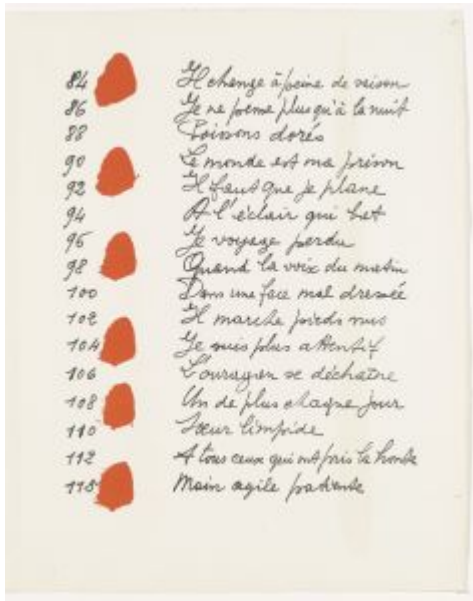 84 Il change à peine de saison
86 Je ne pense plus qu'à la nuit
88 Poissons dorés
90 Le monde est ma prison
92 Il faut que je plane
94 A l'éclair qui bat
96 Je voyage perdu
98 Quand la voix du matin
100 Dans une face mal dressée
102 Il marche pieds nus
104 Je suis plus attentif
106 L'ouragan se déchaîne
108 Un de plus chaque jour
110 Sœur limpide
112 A tous ceux qui ont pris la honte
118 Main agile patiente